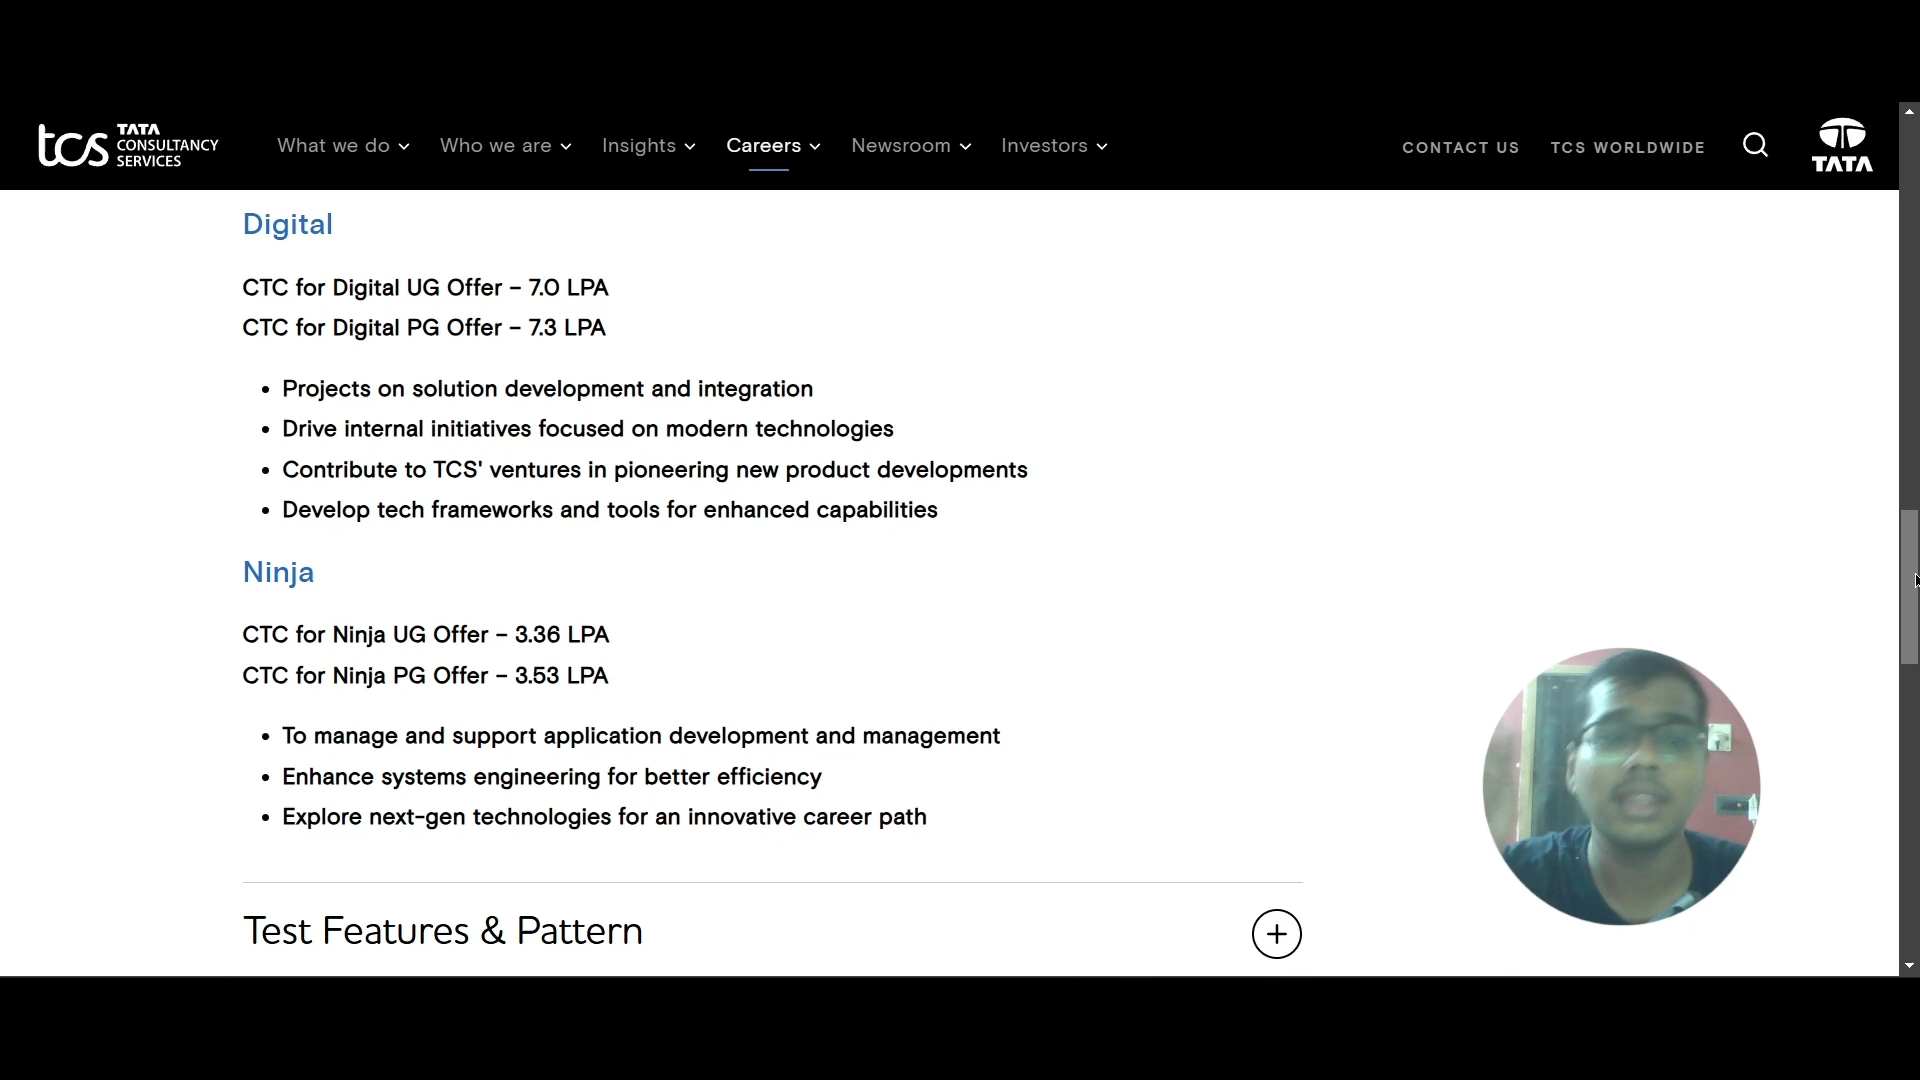 tcs TATA CONSULTANCY SERVICES
What we do
Who we are
Insights
Careers
Newsroom
Investors
CONTACT US
TCS WORLDWIDE
TATA
Digital
CTC for Digital UG Offer – 7.0 LPA
CTC for Digital PG Offer – 7.3 LPA
• Projects on solution development and integration
• Drive internal initiatives focused on modern technologies
• Contribute to TCS' ventures in pioneering new product developments
• Develop tech frameworks and tools for enhanced capabilities
Ninja
CTC for Ninja UG Offer – 3.36 LPA
CTC for Ninja PG Offer – 3.53 LPA
• To manage and support application development and management
• Enhance systems engineering for better efficiency
• Explore next-gen technologies for an innovative career path
Test Features & Pattern